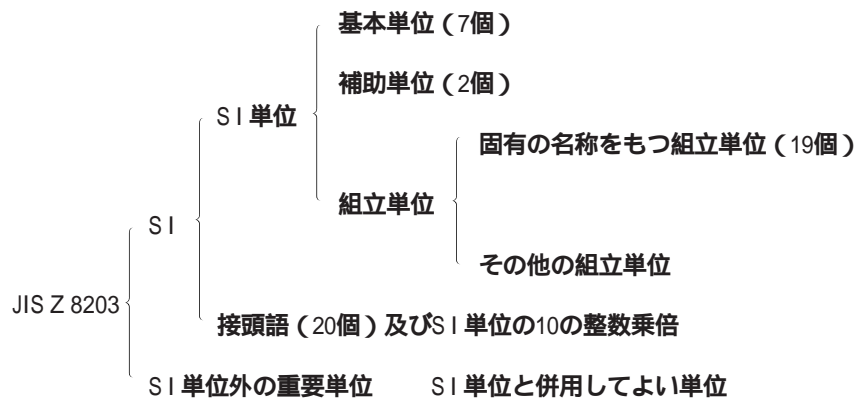 基本単位(7個)
補助単位(2個)
SI単位
固有の名称をもつ組立単位(19個)
組立単位
SI
その他の組立単位
JIS Z 8203
接頭語(20個)及びSI単位の10の整数乗倍
SI単位外の重要単位 SI単位と併用してよい単位